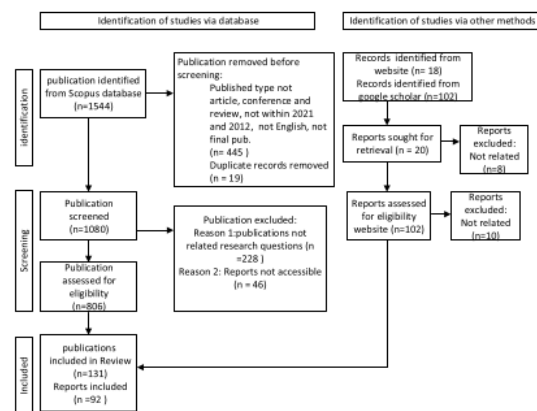 Identification of studies via database
Identification of studies via other methods
Identification
publication identified
from Scopus database
(n=1544)
Publication removed before
screening:
Published type not
article, conference and
review, not within 2021
and 2012, not English, not
final pub.
(n= 445 )
Duplicate records removed
(n = 19)
Records identified from
website (n= 18)
Records identified from
google scholar (n=102)
Reports sought for
retrieval (n = 20)
Reports
excluded:
Not related
(n=8)
Screening
Publication
screened
(n=1080)
Publication excluded:
Reason 1:publications not
related research questions (n
=228 )
Reason 2: Reports not accessible
(n = 46)
Reports assessed
for eligibility
website (n=102)
Reports
excluded:
Not related
(n=10)
Publication
assessed for
eligibility
(n=806)
Included
publications
included in Review
(n=131)
Reports included
(n =92 )